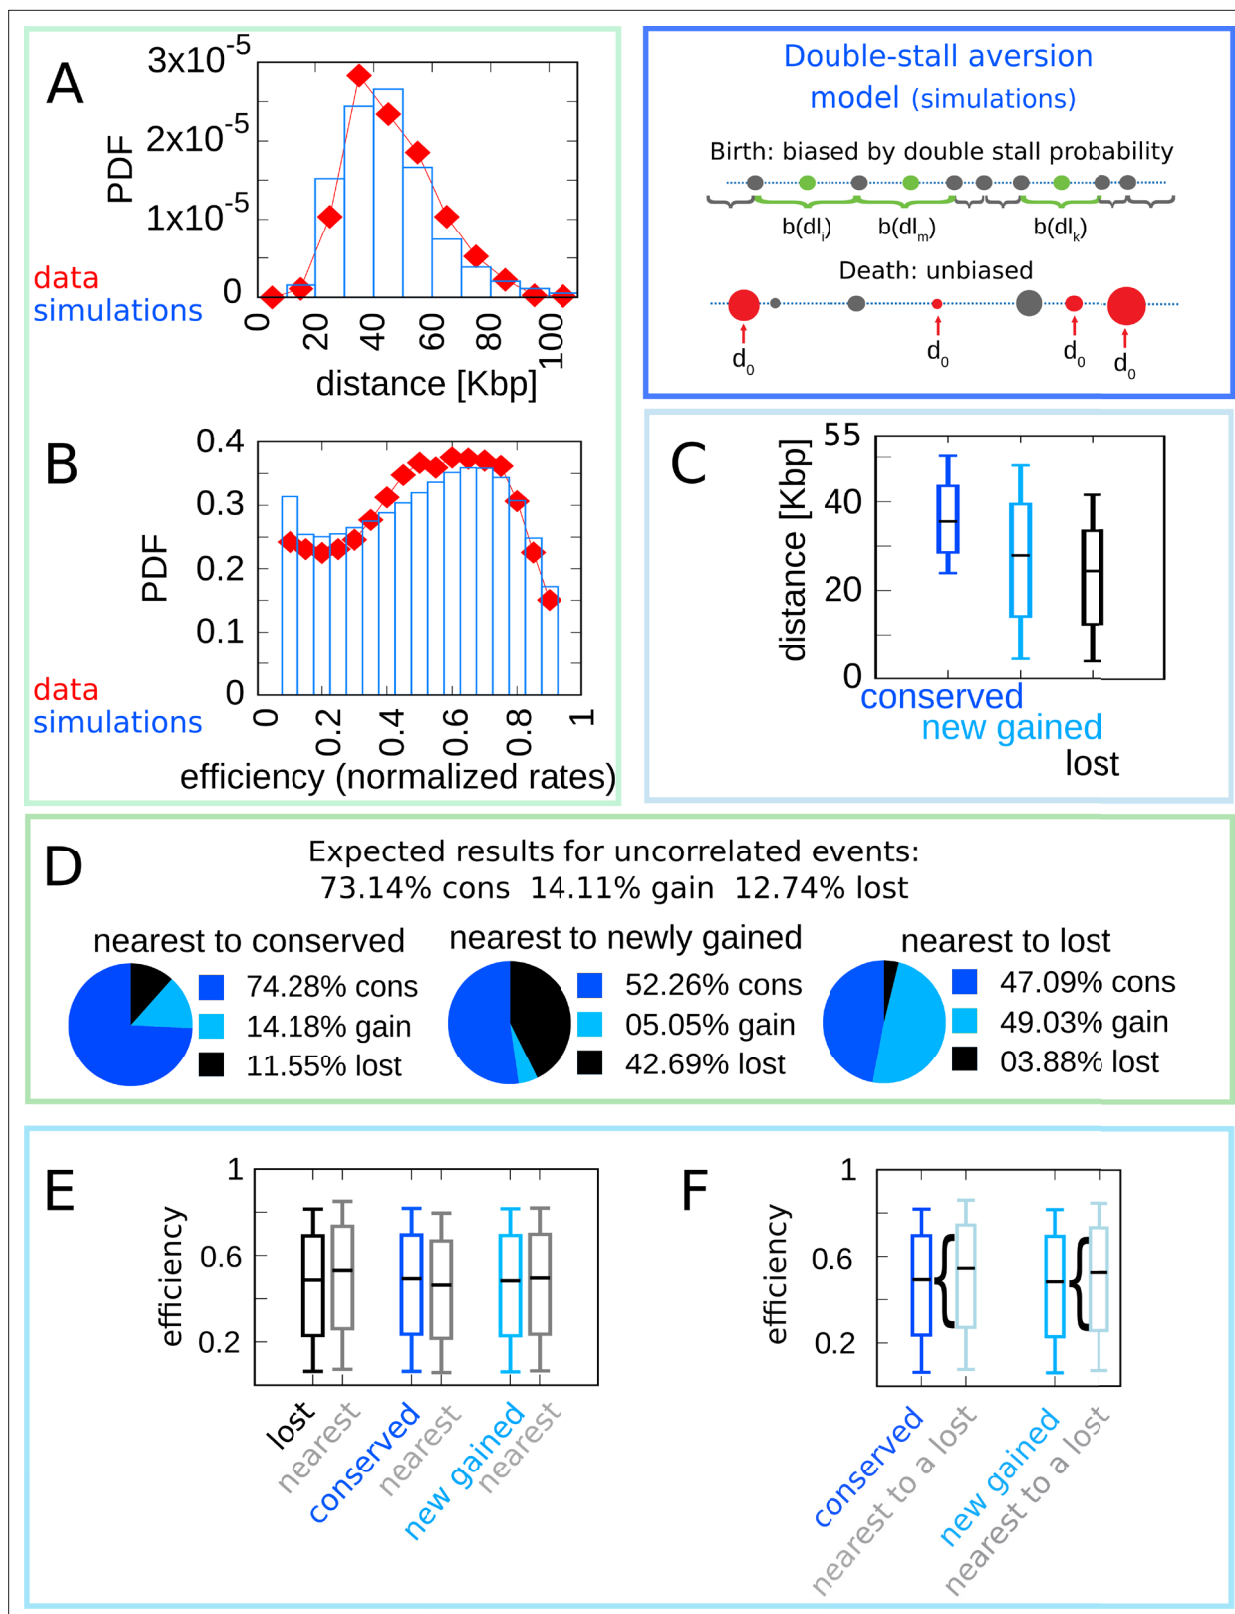 A
3x10^-5
2x10^-5
1x10^-5
0
PDF
data
simulations
0 20 40 60 80 100
distance [Kbp]
Double-stall aversion
model (simulations)
Birth: biased by double stall probability
b(dl_i) b(dl_m) b(dl_k)
Death: unbiased
d_0 d_0 d_0 d_0
B
0.4
0.3
0.2
0.1
0
PDF
data
simulations
0 0.2 0.4 0.6 0.8 1
efficiency (normalized rates)
C
55
40
20
0
distance [Kbp]
conserved
new gained
lost
D
Expected results for uncorrelated events:
73.14% cons 14.11% gain 12.74% lost
nearest to conserved
74.28% cons
14.18% gain
11.55% lost
nearest to newly gained
52.26% cons
05.05% gain
42.69% lost
nearest to lost
47.09% cons
49.03% gain
03.88% lost
E
1
0.6
0.2
efficiency
lost
nearest
conserved
nearest
new gained
nearest
F
1
0.6
0.2
efficiency
{ {
conserved
nearest to a lost
new gained
nearest to a lost